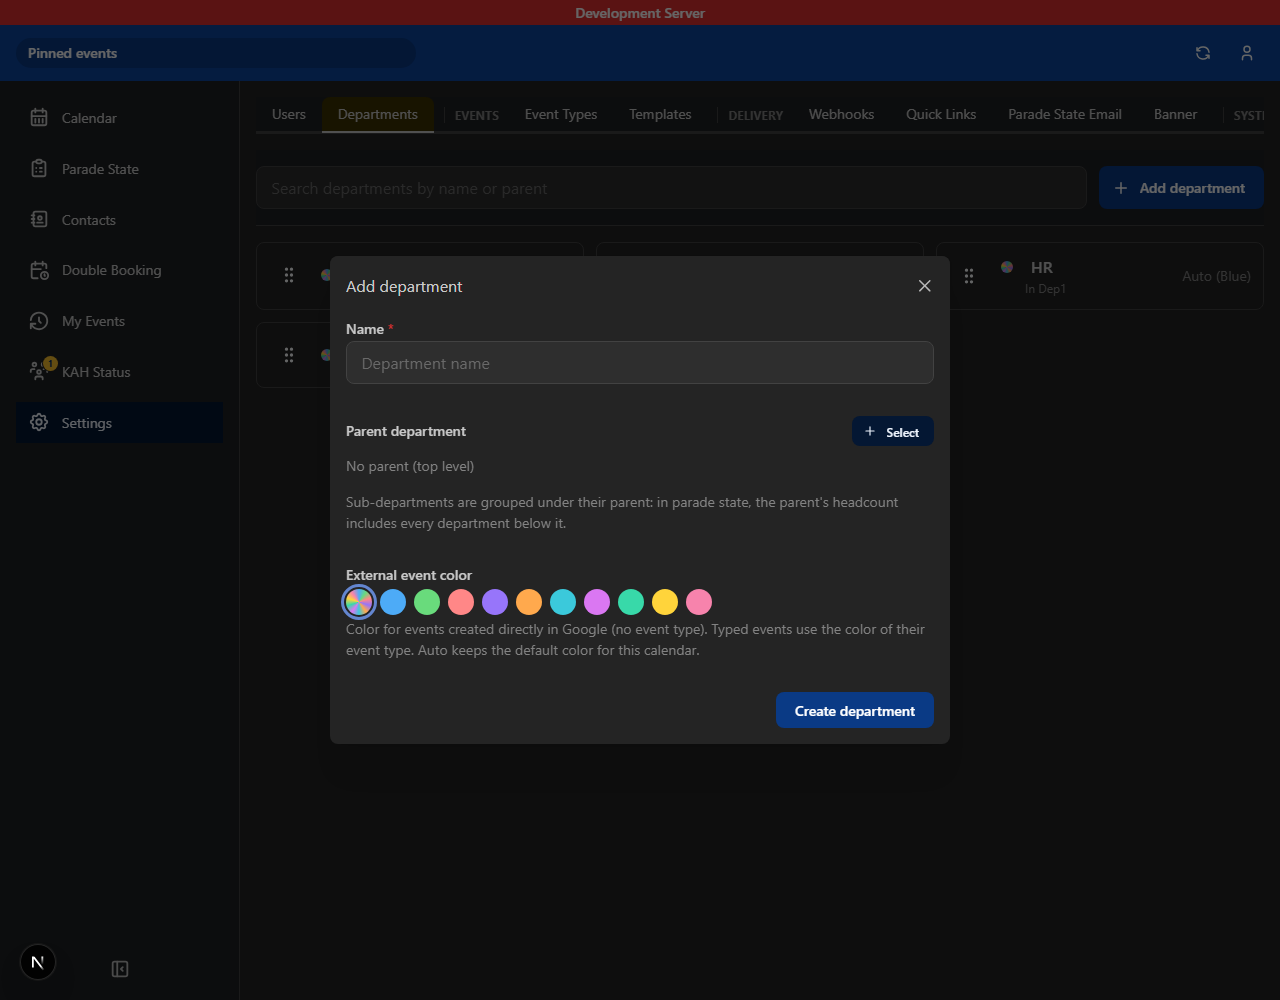 Development Server
Pinned events
Calendar
Parade State
Contacts
Double Booking
My Events
1
KAH Status
Settings
Users
Departments
EVENTS
Event Types
Templates
DELIVERY
Webhooks
Quick Links
Parade State Email
Banner
SYSTE
Search departments by name or parent
+ Add department
HR
In Dep1
Auto (Blue)
Add department
Name *
Department name
Parent department
+ Select
No parent (top level)
Sub-departments are grouped under their parent: in parade state, the parent's headcount
includes every department below it.
External event color
Color for events created directly in Google (no event type). Typed events use the color of their
event type. Auto keeps the default color for this calendar.
Create department
N